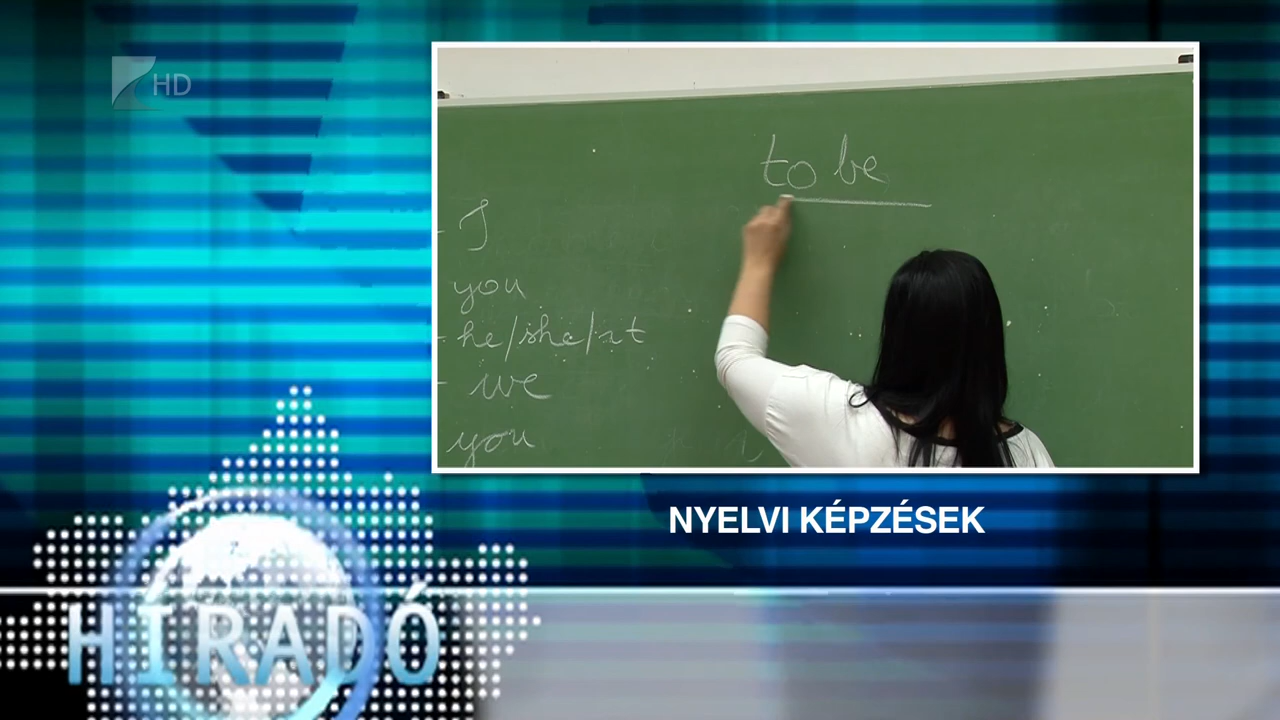 HD
to be
- I
you
- he/she/it
- we
you
NYELVI KÉPZÉSEK
HÍRADÓ